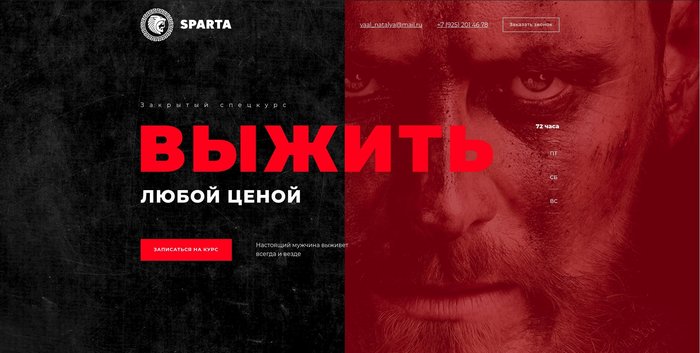 SPARTA
vaal_natalya@mail.ru
+7 (925) 201 46 78
Заказать звонок
Закрытый спецкурс
ВЫЖИТЬ
ЛЮБОЙ ЦЕНОЙ
72 часа
ПТ
СБ
ВС
ЗАПИСАТЬСЯ НА КУРС
Настоящий мужчина выживет
всегда и везде